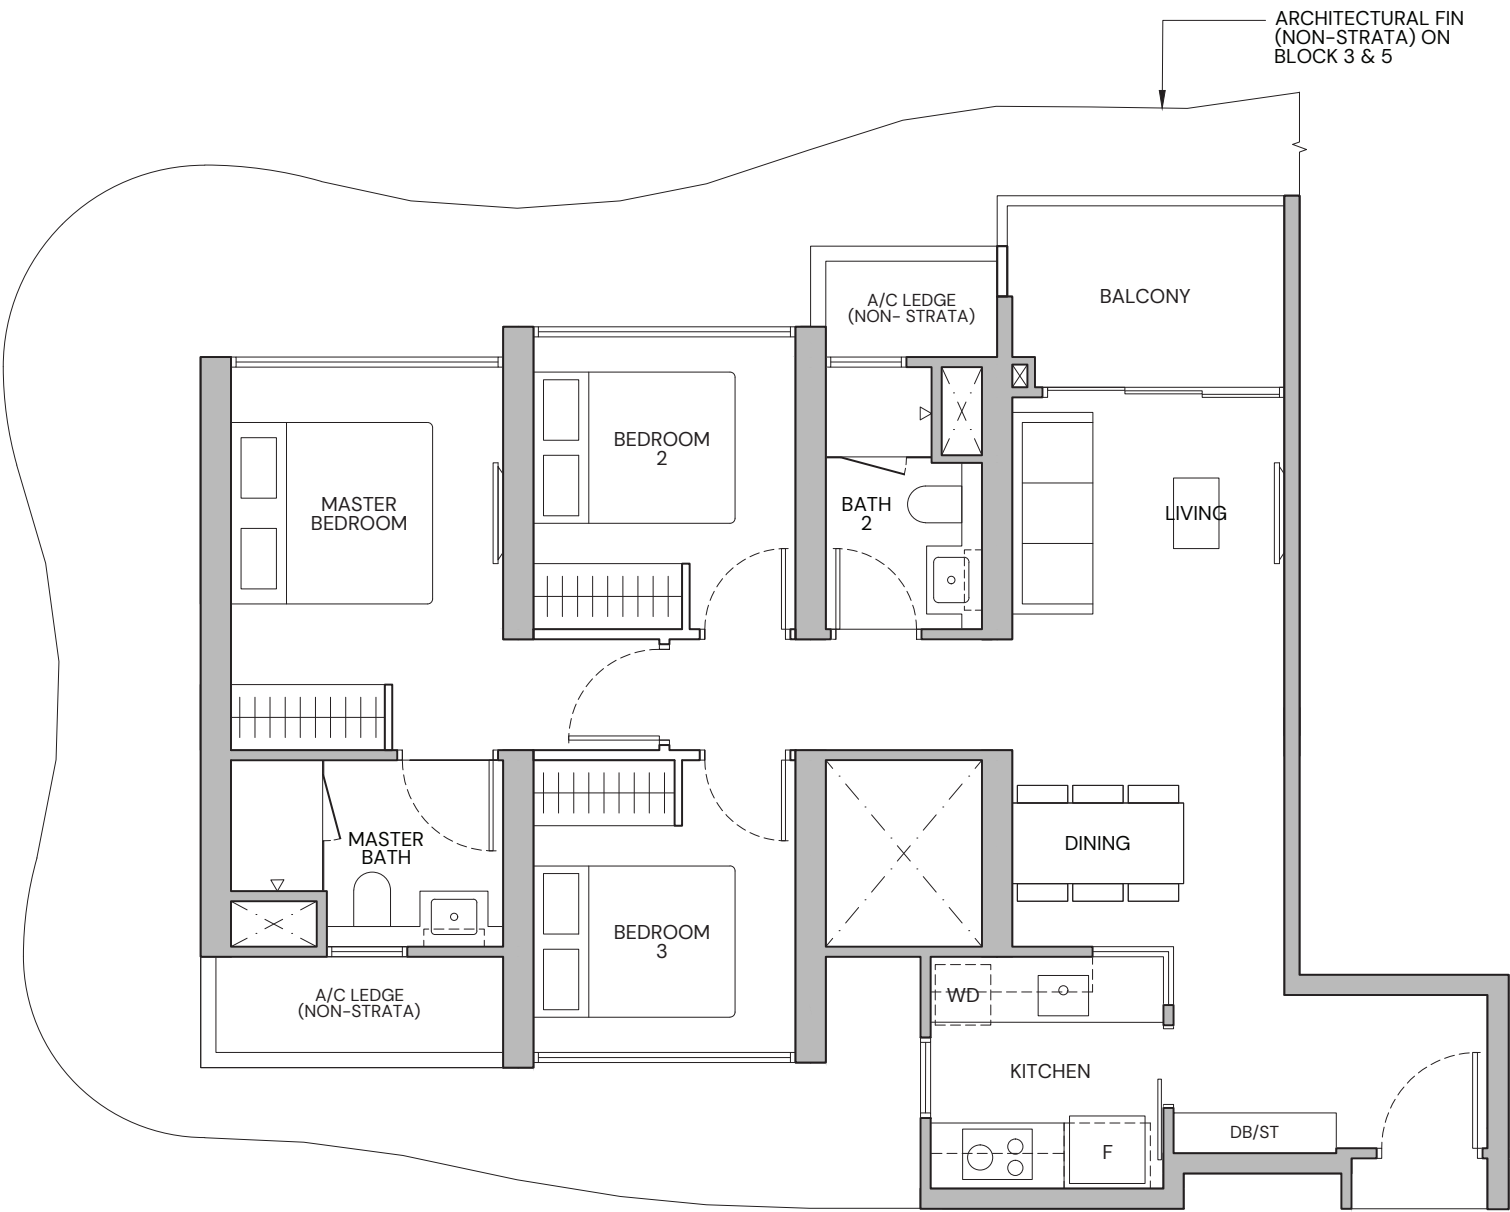 ARCHITECTURAL FIN
(NON-STRATA) ON
BLOCK 3 & 5
A/C LEDGE
(NON- STRATA)
BALCONY
BEDROOM
2
MASTER
BEDROOM
BATH
2
LIVING
MASTER
BATH
DINING
BEDROOM
3
A/C LEDGE
(NON-STRATA)
WD
KITCHEN
DB/ST
F